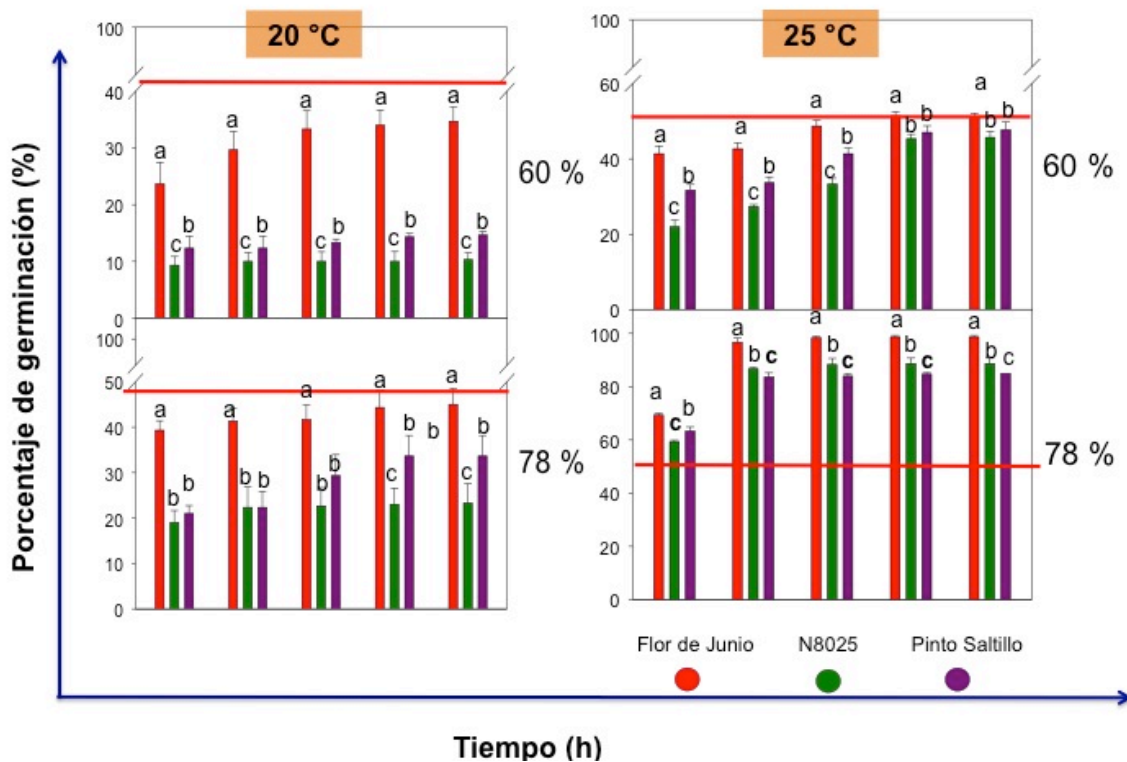 Porcentaje de germinación (%)
20 °C
100
40
30
20
10
0
a c b
a c b
a c b
a c b
a c b
60 %
100
50
40
30
20
10
0
a b b
a b b
a b b
a c b b
a c b
78 %
25 °C
100
60
40
20
0
a c b
a c b
a c b
a b b
a b b
60 %
100
80
60
40
20
0
a c b
a b c
a b c
a b c
a b c
78 %
Flor de Junio N8025 Pinto Saltillo
Tiempo (h)